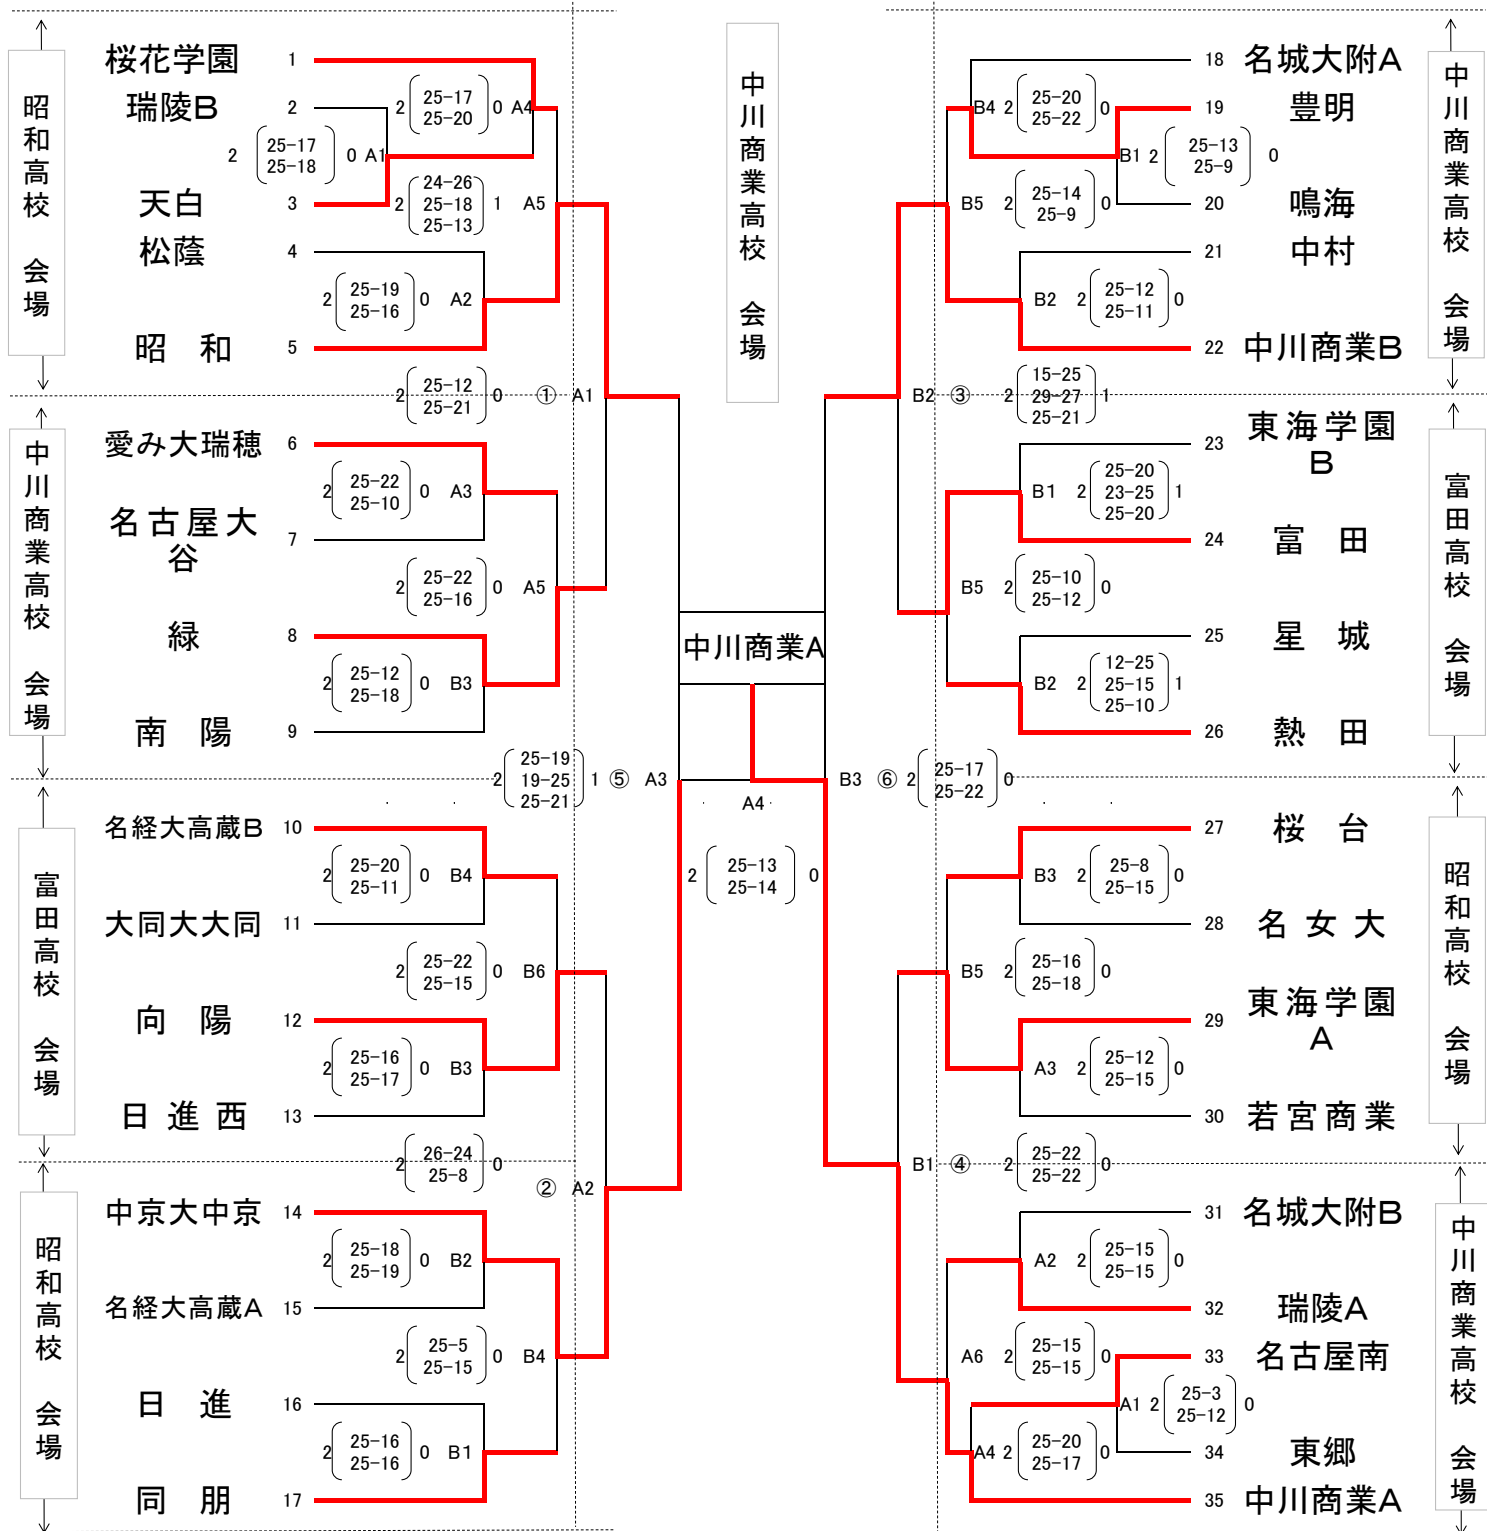 昭和高校 会場
桜花学園 1
瑞陵B 2
天白 3
松蔭 4
昭 和 5
2 25-17 0 A4
25-20
2 25-17 0 A1
25-18
24-26
2 25-18 1 A5
25-13
2 25-19 0 A2
25-16
2 25-12 0 ① A1
25-21
中川商業高校 会場
愛み大瑞穂 6
名古屋大
谷 7
緑 8
南 陽 9
2 25-22 0 A3
25-10
2 25-22 0 A5
25-16
2 25-12 0 B3
25-18
25-19
2 19-25 1 ⑤ A3
25-21
富田高校 会場
名経大高蔵B 10
大同大大同 11
向 陽 12
日 進 西 13
2 25-20 0 B4
25-11
2 25-22 0 B6
25-15
2 25-16 0 B3
25-17
2 26-24 0
25-8
② A2
昭和高校 会場
中京大中京 14
名経大高蔵A 15
日 進 16
同 朋 17
2 25-18 0 B2
25-19
2 25-5 0 B4
25-15
2 25-16 0 B1
25-16
中川商業高校 会場
中川商業A
A4
2 25-13 0
25-14
中川商業高校 会場
18 名城大附A
19 豊明
20 鳴海
21 中村
22 中川商業B
B4 2 25-20 0
25-22
B1 2 25-13 0
25-9
B5 2 25-14 0
25-9
B2 2 25-12 0
25-11
15-25
B2 ③ 2 29-27 1
25-21
富田高校 会場
23 東海学園
B
24 富 田
25 星 城
26 熱 田
25-20
B1 2 23-25 1
25-20
B5 2 25-10 0
25-12
12-25
B2 2 25-15 1
25-10
B3 ⑥ 2 25-17 0
25-22
昭和高校 会場
27 桜 台
28 名 女 大
29 東海学園
A
30 若宮商業
B3 2 25-8 0
25-15
B5 2 25-16 0
25-18
A3 2 25-12 0
25-15
B1 ④ 2 25-22 0
25-22
中川商業高校 会場
31 名城大附B
32 瑞陵A
33 名古屋南
34 東郷
35 中川商業A
A2 2 25-15 0
25-15
A6 2 25-15 0
25-15
A1 2 25-3 0
25-12
A4 2 25-20 0
25-17